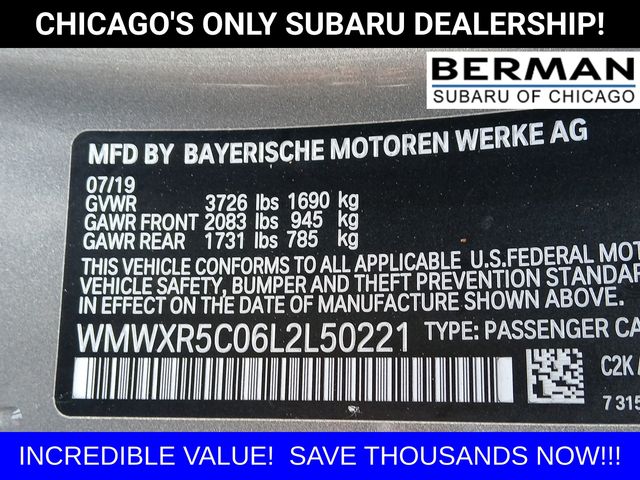 CHICAGO'S ONLY SUBARU DEALERSHIP!
BERMAN
SUBARU OF CHICAGO
MFD BY BAYERISCHE MOTOREN WERKE AG
07/19
GVWR 3726 lbs 1690 kg
GAWR FRONT 2083 lbs 945 kg
GAWR REAR 1731 lbs 785 kg
THIS VEHICLE CONFORMS TO ALL APPLICABLE U.S.FEDERAL MOT
VEHICLE SAFETY, BUMPER AND THEFT PREVENTION STANDAR
IN EFFECT ON THE DATE OF MANUFACTURE SHOWN ABOVE.
WMWXR5C06L2L50221 TYPE: PASSENGER CA
C2K /
7 315
INCREDIBLE VALUE! SAVE THOUSANDS NOW!!!